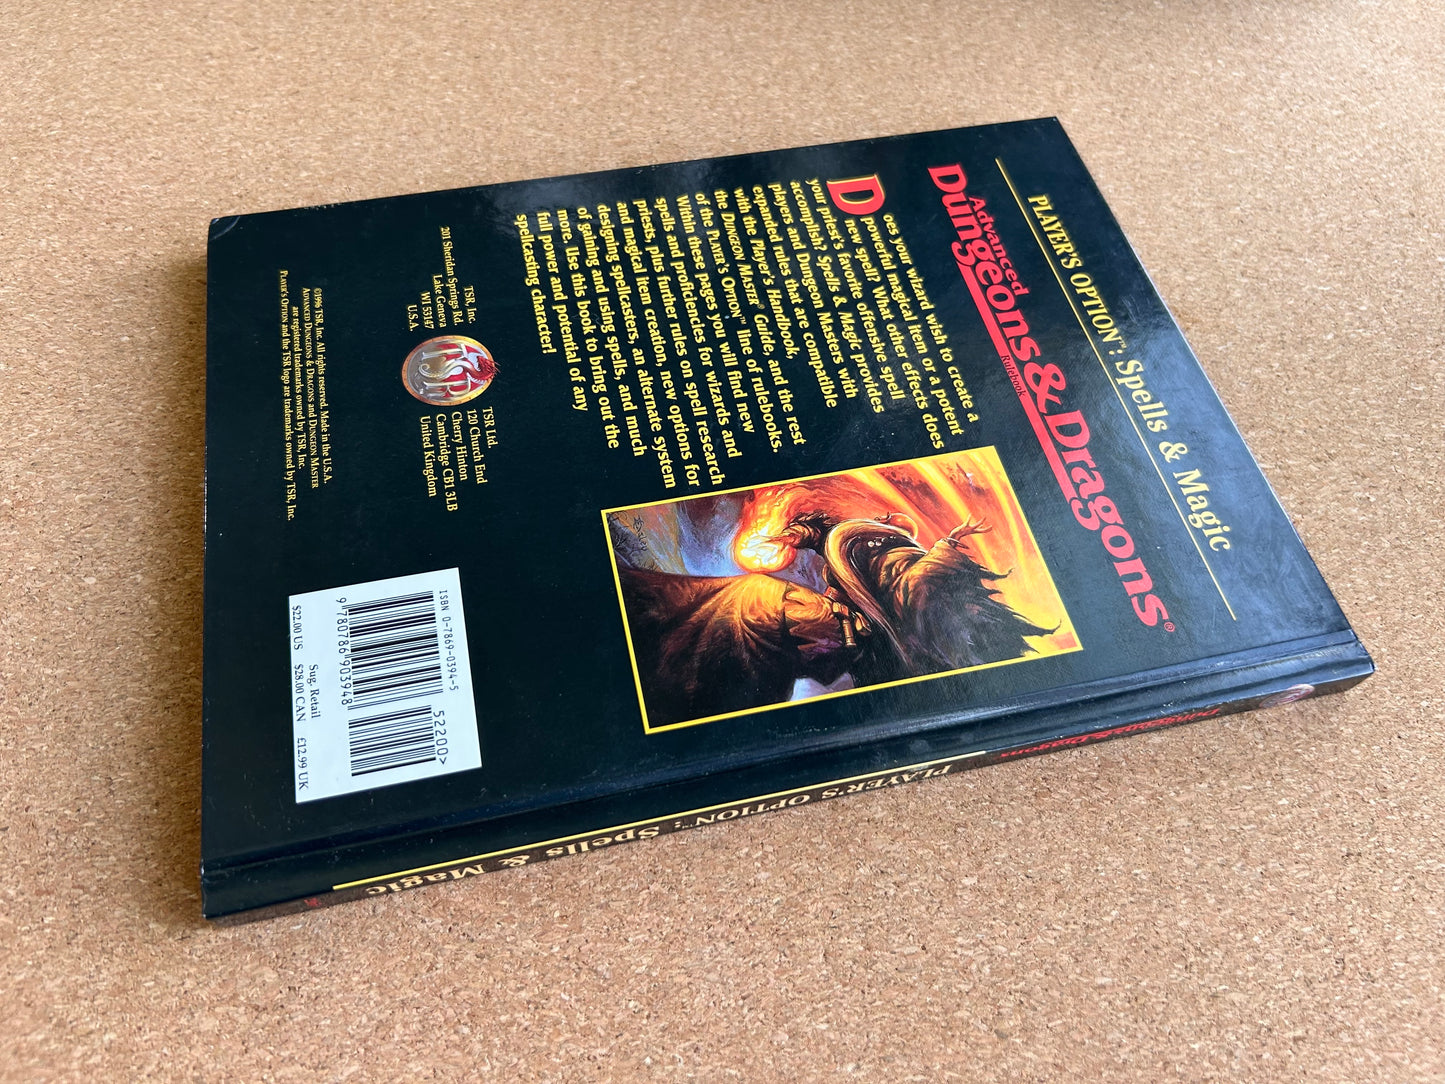 PLAYER'S OPTION™: Spells & Magic
Advanced
Dungeons & Dragons®
Rulebook
Does your wizard wish to create a
powerful magical item or a potent
new spell? What other effects does
your priest's favorite offensive spell
accomplish? Spells & Magic provides
players and Dungeon Masters with
expanded rules that are compatible
with the Player's Handbook,
the DUNGEON MASTER® Guide, and the rest
of the PLAYER'S OPTION™ line of rulebooks.
Within these pages you will find new
spells and proficiencies for wizards and
priests, plus further rules on spell research
and magical item creation, new options for
designing spellcasters, an alternate system
of gaining and using spells, and much
more. Use this book to bring out the
full power and potential of any
spellcasting character!
TSR, Inc.
201 Sheridan Springs Rd.
Lake Geneva
WI 53147
U.S.A.
TSR
TSR Ltd.
120 Church End
Cherry Hinton
Cambridge CB1 3LB
United Kingdom
©1996 TSR, Inc. All rights reserved. Made in the U.S.A.
ADVANCED DUNGEONS & DRAGONS and DUNGEON MASTER
are registered trademarks owned by TSR, Inc.
PLAYER'S OPTION and the TSR logo are trademarks owned by TSR, Inc.
ISBN 0-7869-0394-5
52200>
9 780786 903948
Sug. Retail
$22.00 US $28.00 CAN £12.99 UK
PLAYER'S OPTION™: Spells & Magic